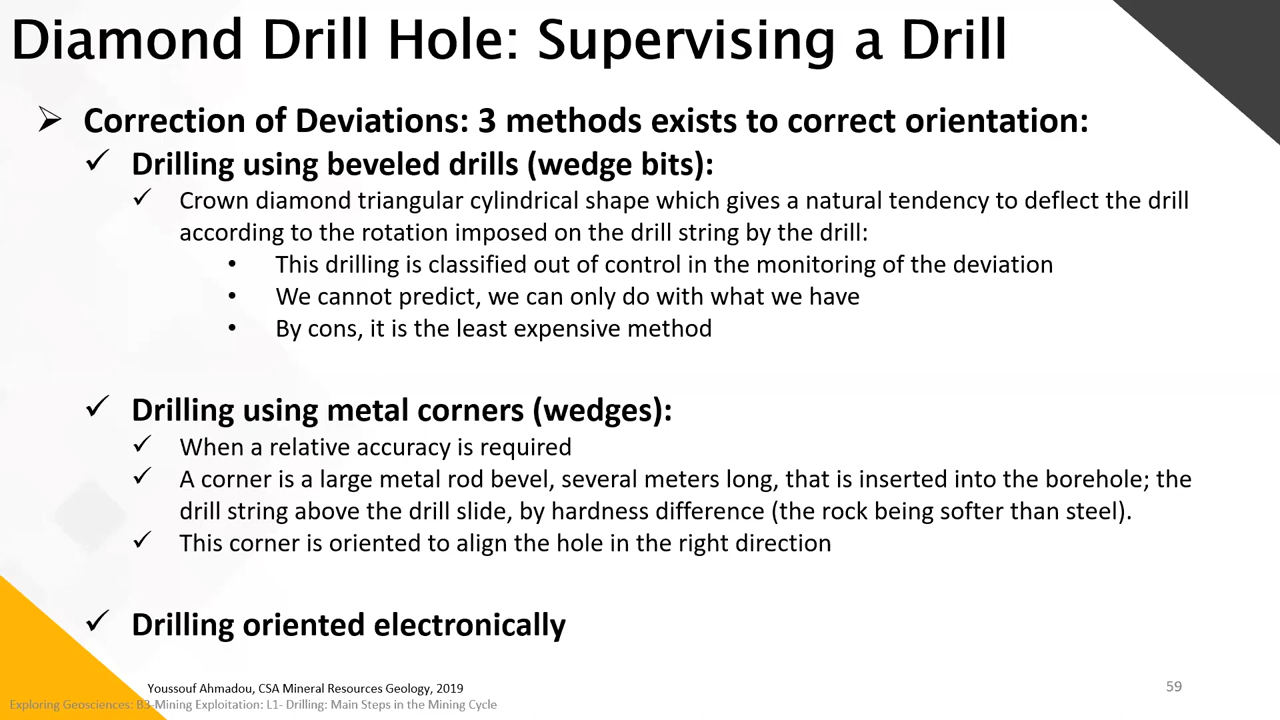 Diamond Drill Hole: Supervising a Drill
➢ Correction of Deviations: 3 methods exists to correct orientation:
✓ Drilling using beveled drills (wedge bits):
✓ Crown diamond triangular cylindrical shape which gives a natural tendency to deflect the drill
according to the rotation imposed on the drill string by the drill:
• This drilling is classified out of control in the monitoring of the deviation
• We cannot predict, we can only do with what we have
• By cons, it is the least expensive method
✓ Drilling using metal corners (wedges):
✓ When a relative accuracy is required
✓ A corner is a large metal rod bevel, several meters long, that is inserted into the borehole; the
drill string above the drill slide, by hardness difference (the rock being softer than steel).
✓ This corner is oriented to align the hole in the right direction
✓ Drilling oriented electronically
Youssouf Ahmadou, CSA Mineral Resources Geology, 2019
59
Exploring Geosciences: B3-Mining Exploitation: L1- Drilling: Main Steps in the Mining Cycle